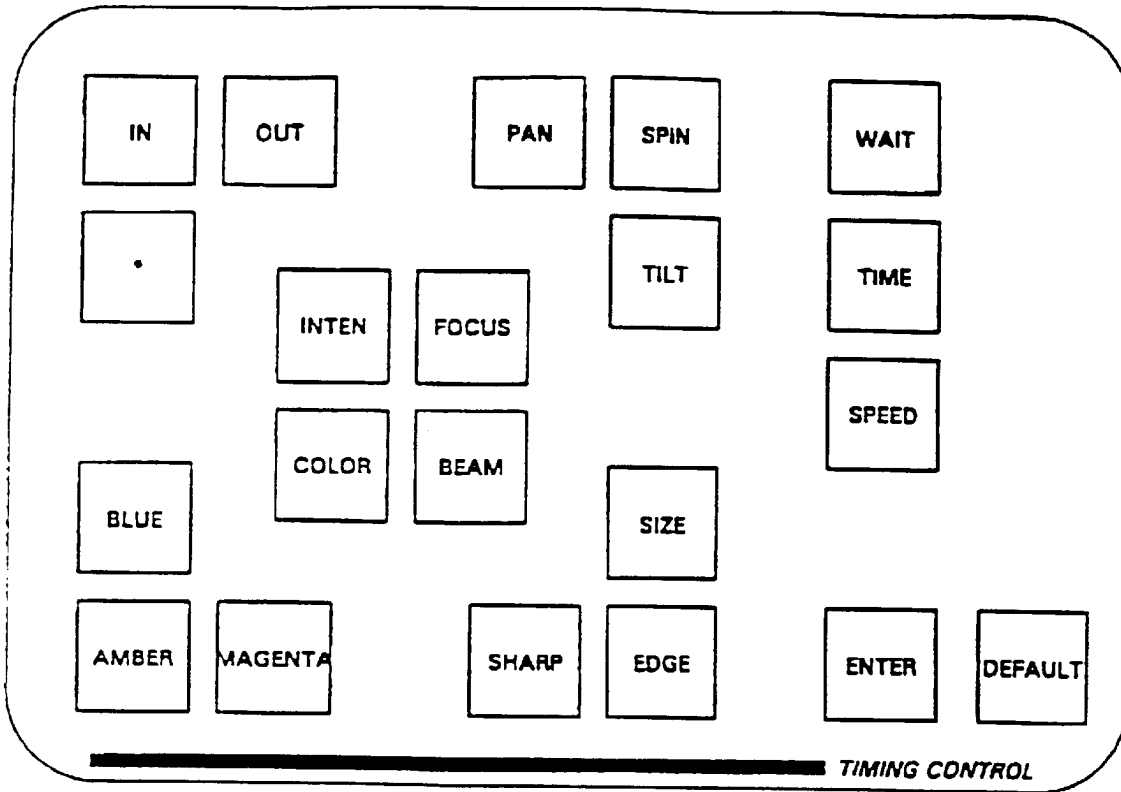 IN OUT PAN SPIN WAIT
• TILT TIME
INTEN FOCUS
SPEED
COLOR BEAM
BLUE SIZE
AMBER MAGENTA SHARP EDGE ENTER DEFAULT
TIMING CONTROL